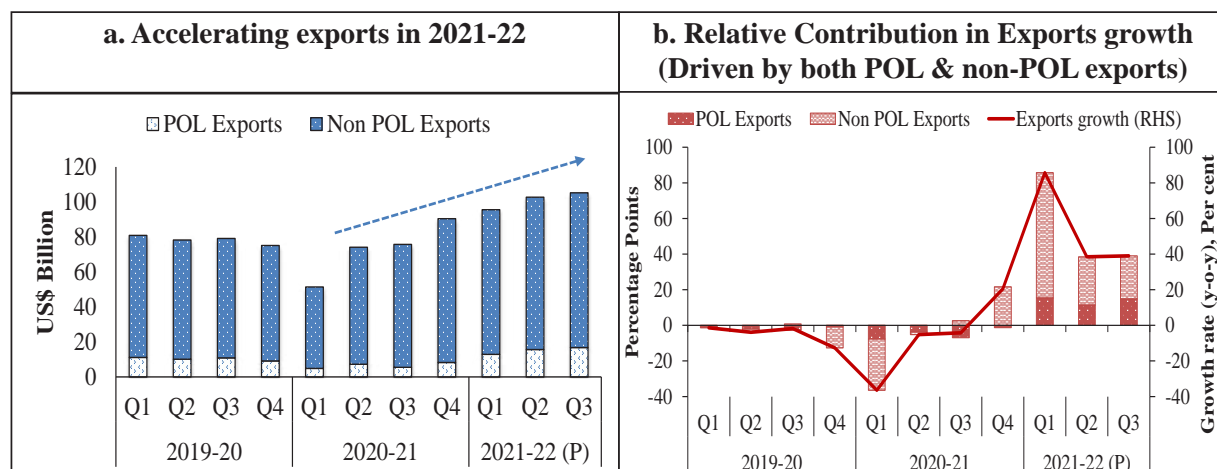 a. Accelerating exports in 2021-22
POL Exports Non POL Exports
US$ Billion
120
100
80
60
40
20
0
Q1 Q2 Q3 Q4 Q1 Q2 Q3 Q4 Q1 Q2 Q3
2019-20 2020-21 2021-22 (P)
b. Relative Contribution in Exports growth
(Driven by both POL & non-POL exports)
POL Exports Non POL Exports Exports growth (RHS)
Percentage Points
100
80
60
40
20
0
-20
-40
100
80
60
40
20
0
-20
-40
Growth rate (y-o-y), Per cent
Q1 Q2 Q3 Q4 Q1 Q2 Q3 Q4 Q1 Q2 Q3
2019-20 2020-21 2021-22 (P)